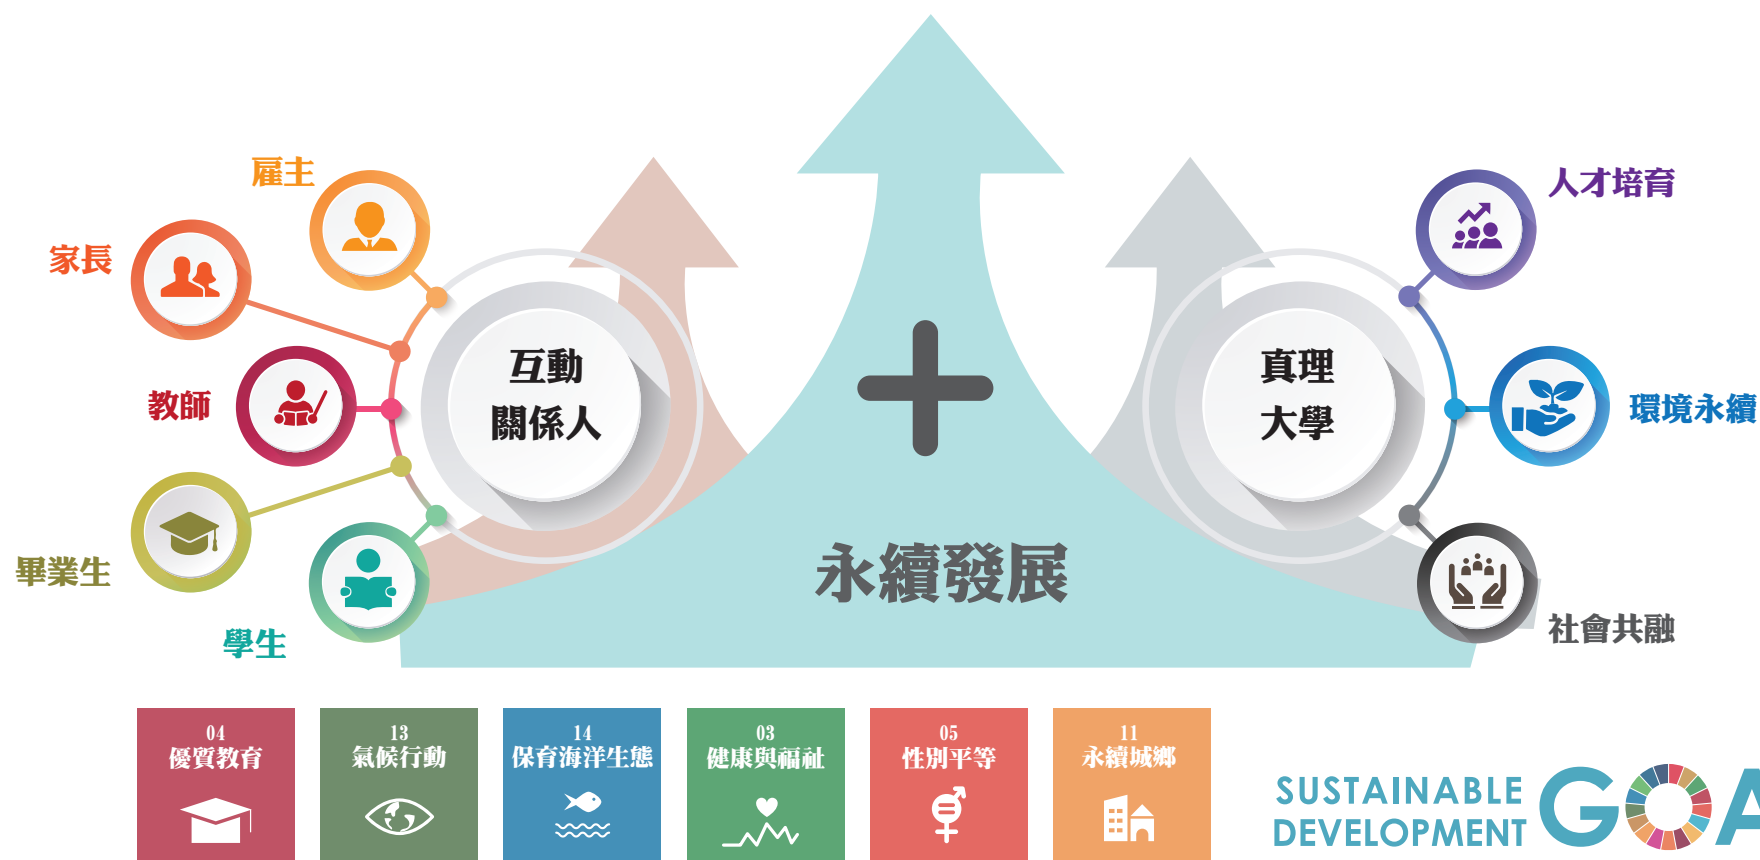 雇主
家長
教師
畢業生
學生
互動
關係人
永續發展
真理
大學
人才培育
環境永續
社會共融
04
優質教育
13
氣候行動
14
保育海洋生態
03
健康與福祉
05
性別平等
11
永續城鄉
SUSTAINABLE
DEVELOPMENT
GOA